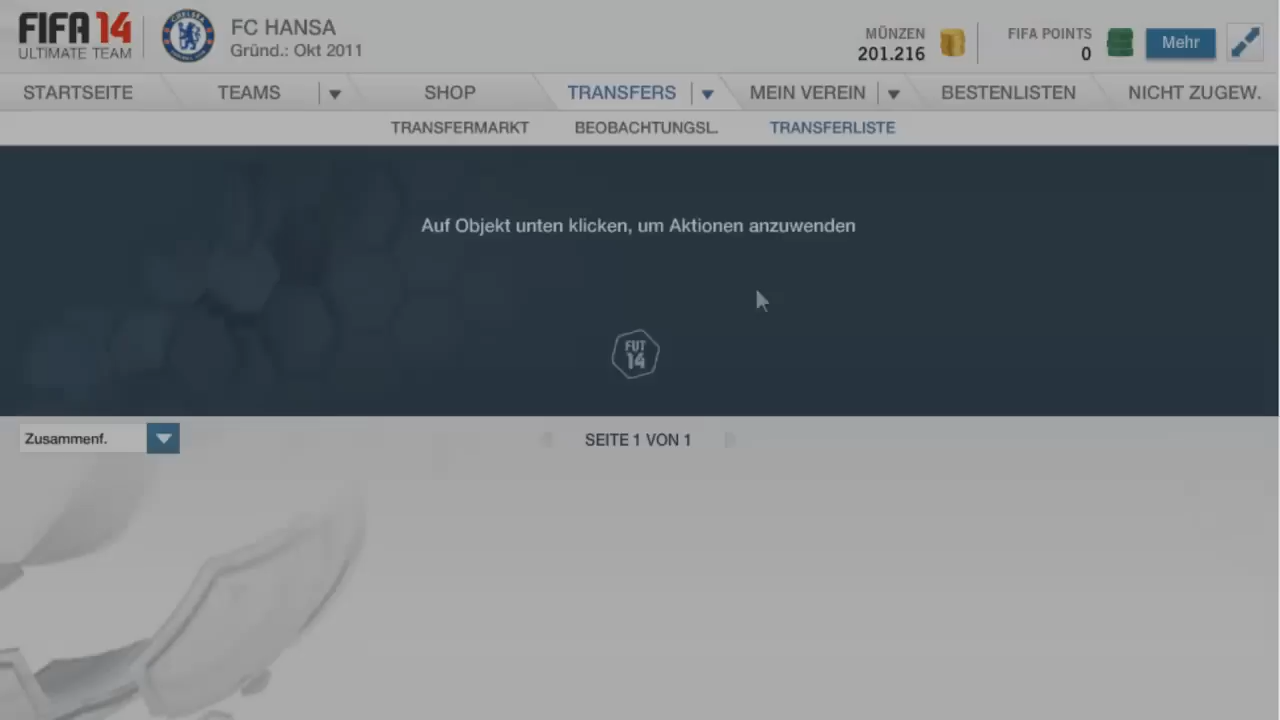 FIFA 14
ULTIMATE TEAM
CHELSEA
FC HANSA
Gründ.: Okt 2011
MÜNZEN
201.216
FIFA POINTS
0
Mehr
STARTSEITE TEAMS SHOP TRANSFERS MEIN VEREIN BESTENLISTEN NICHT ZUGEW.
TRANSFERMARKT BEOBACHTUNGSL. TRANSFERLISTE
Auf Objekt unten klicken, um Aktionen anzuwenden
FUT
14
Zusammenf.
SEITE 1 VON 1